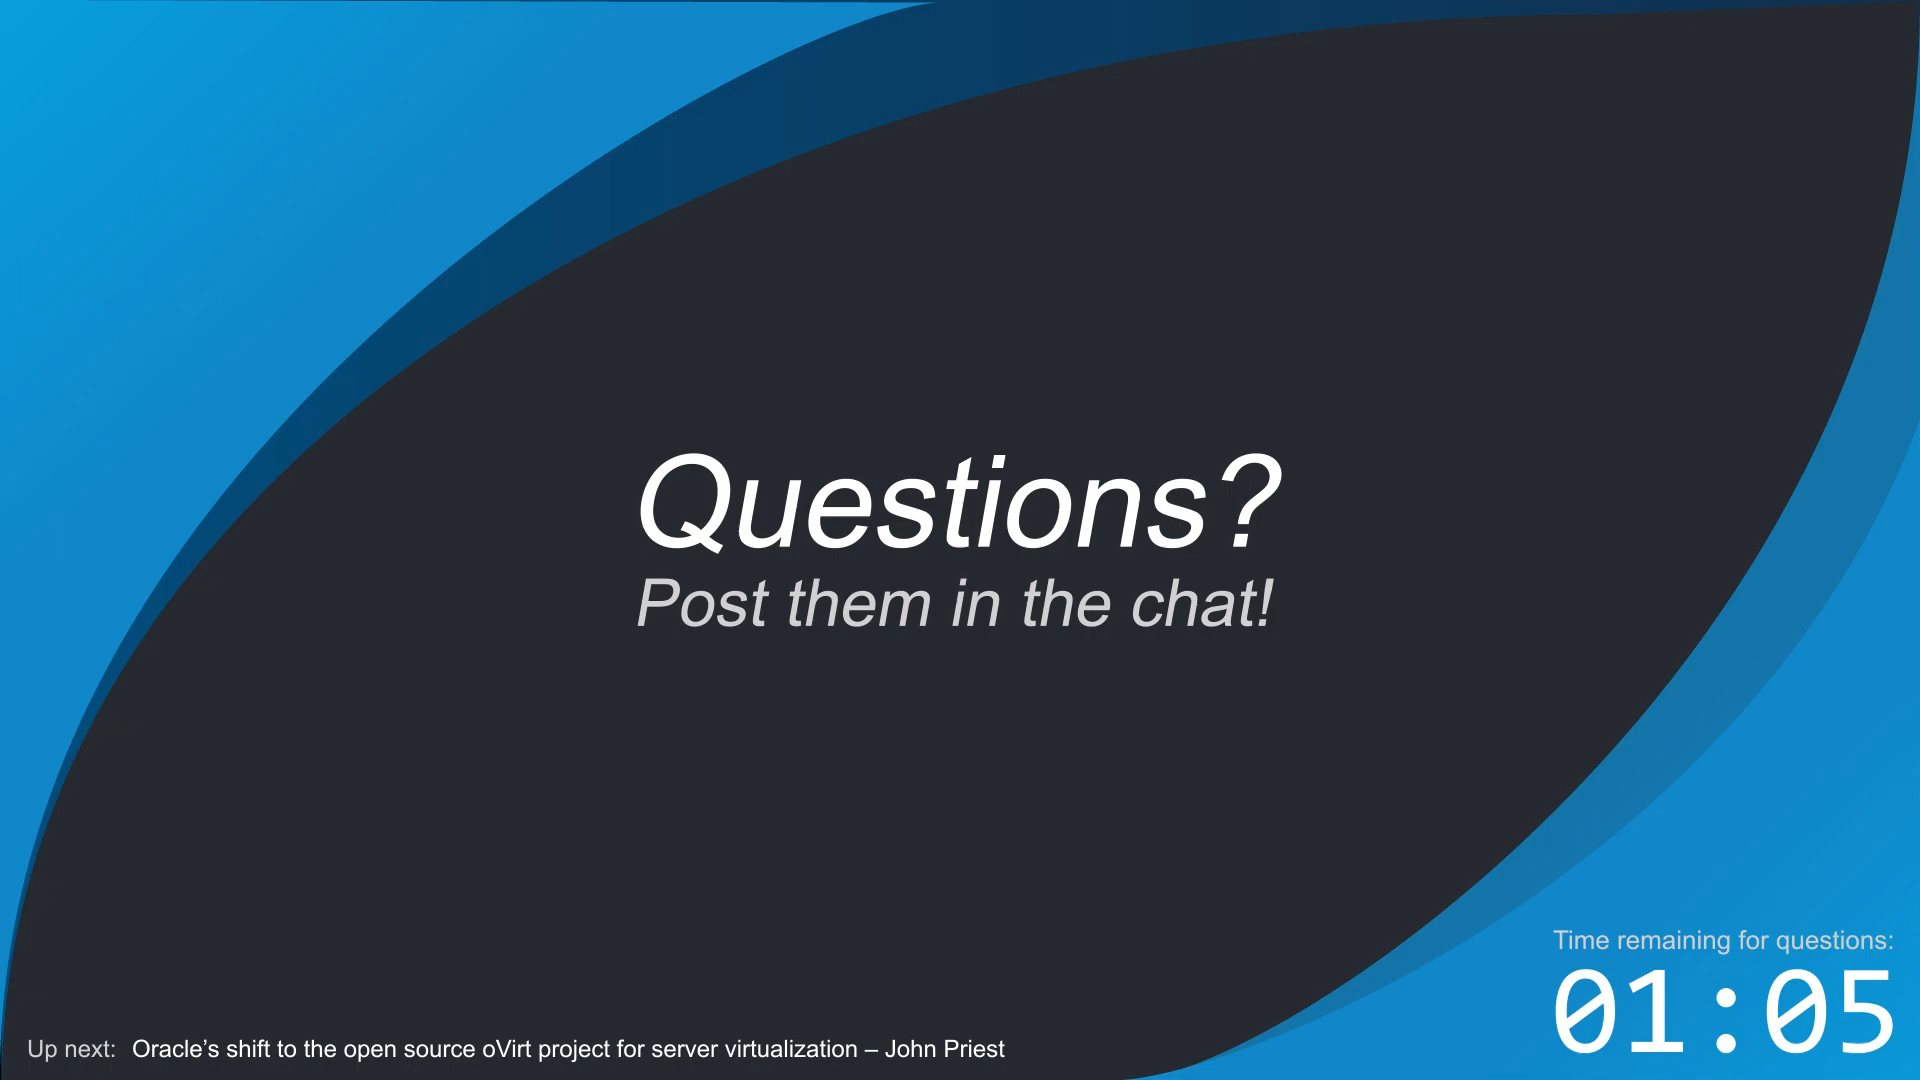 Questions?
Post them in the chat!
Time remaining for questions:
01:05
Up next: Oracle’s shift to the open source oVirt project for server virtualization – John Priest